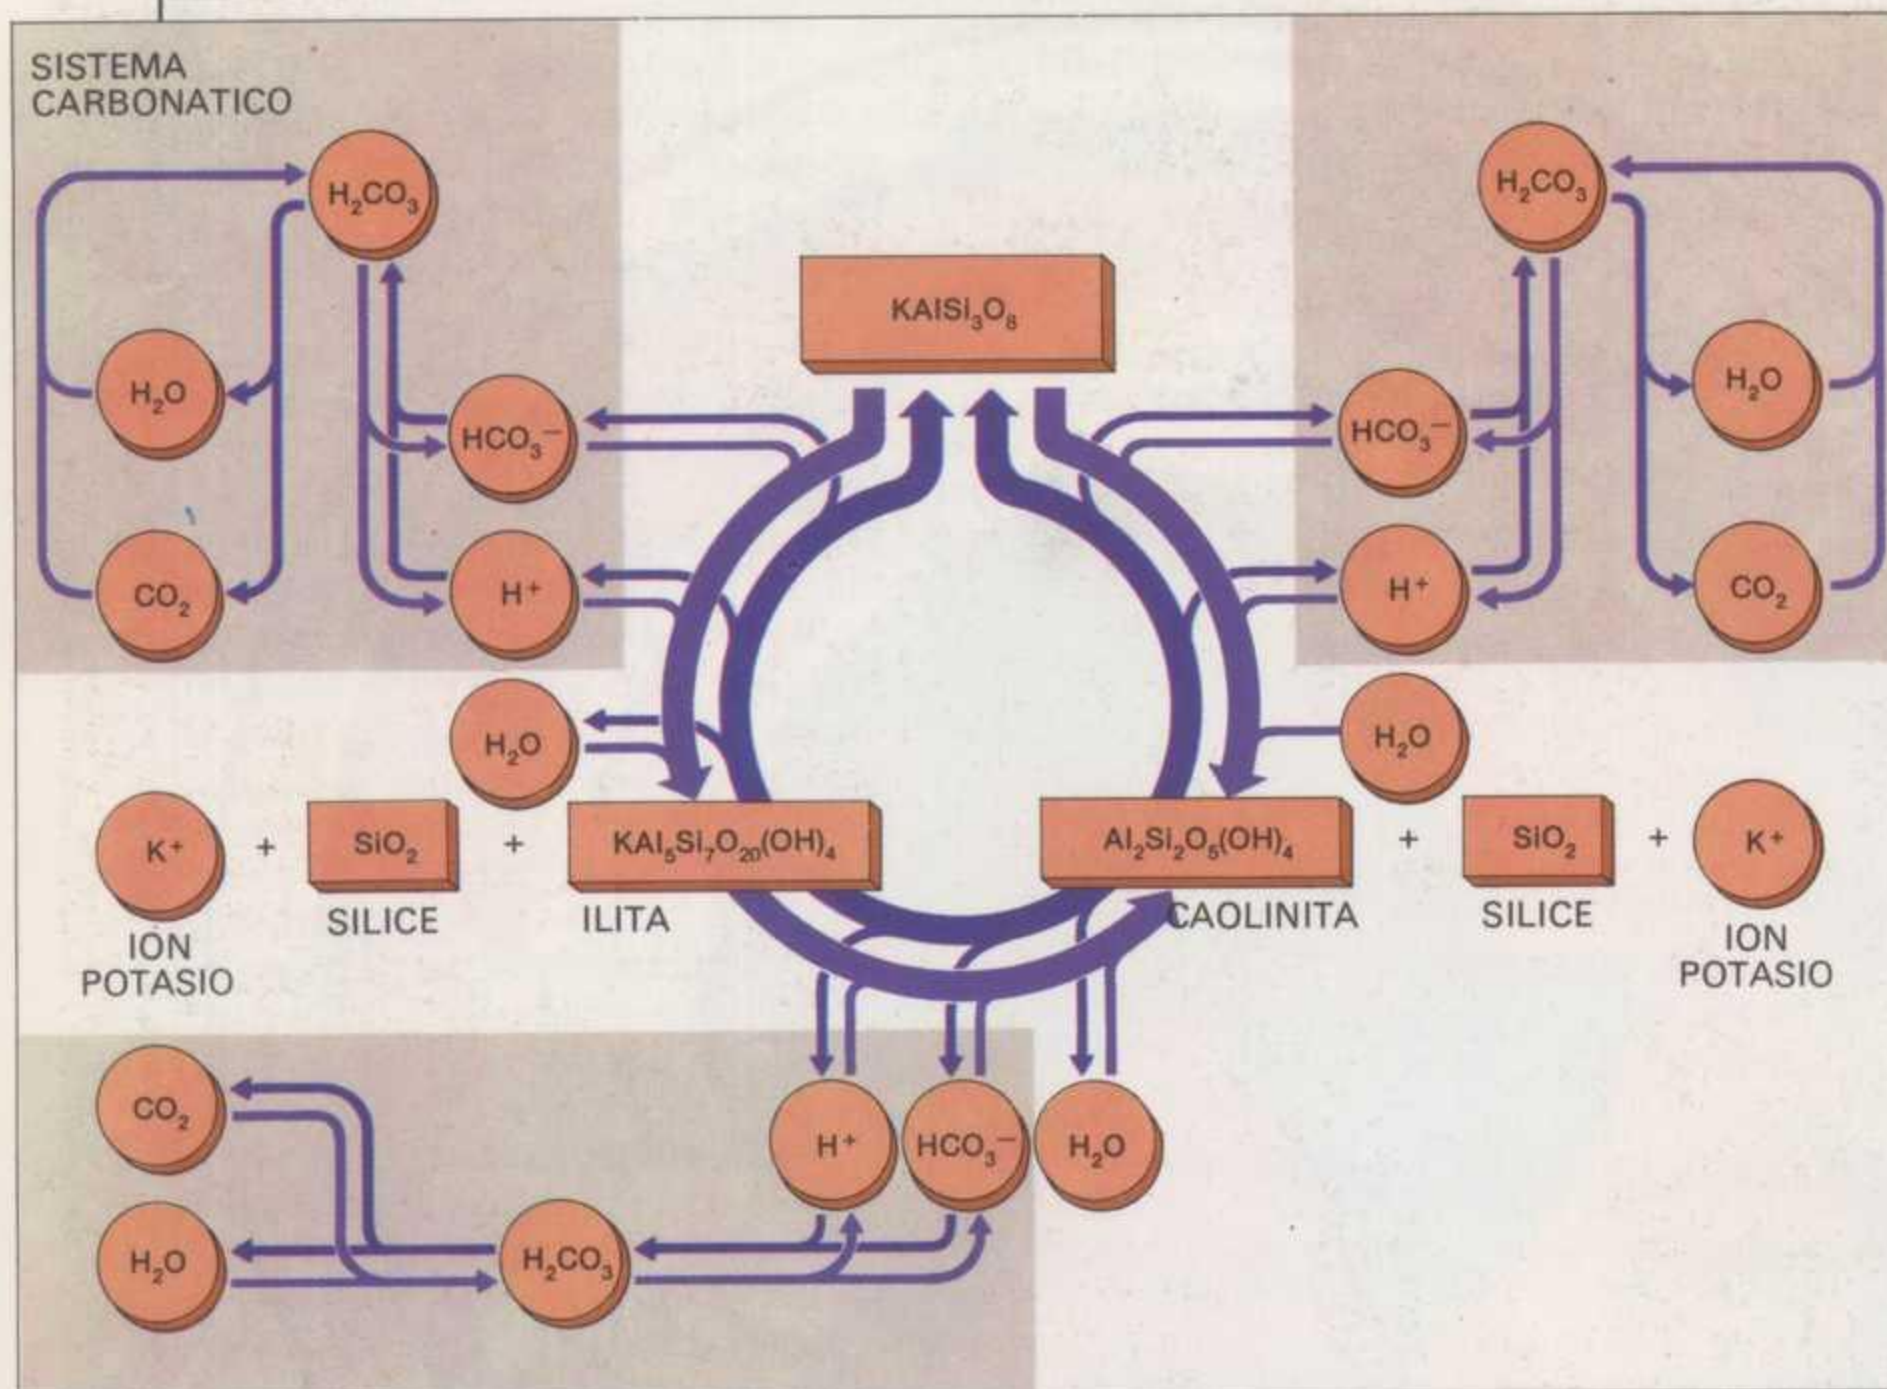 SISTEMA
CARBONATICO
H₂CO₃
H₂CO₃
KAlSi₃O₈
H₂O
HCO₃⁻
HCO₃⁻
H₂O
CO₂
H⁺
H⁺
CO₂
H₂O
H₂O
K⁺ + SiO₂ + KAl₅Si₇O₂₀(OH)₄
Al₂Si₂O₅(OH)₄ + SiO₂ + K⁺
ION
POTASIO
SILICE
ILITA
CAOLINITA
SILICE
ION
POTASIO
CO₂
H⁺
HCO₃⁻
H₂O
H₂O
H₂CO₃